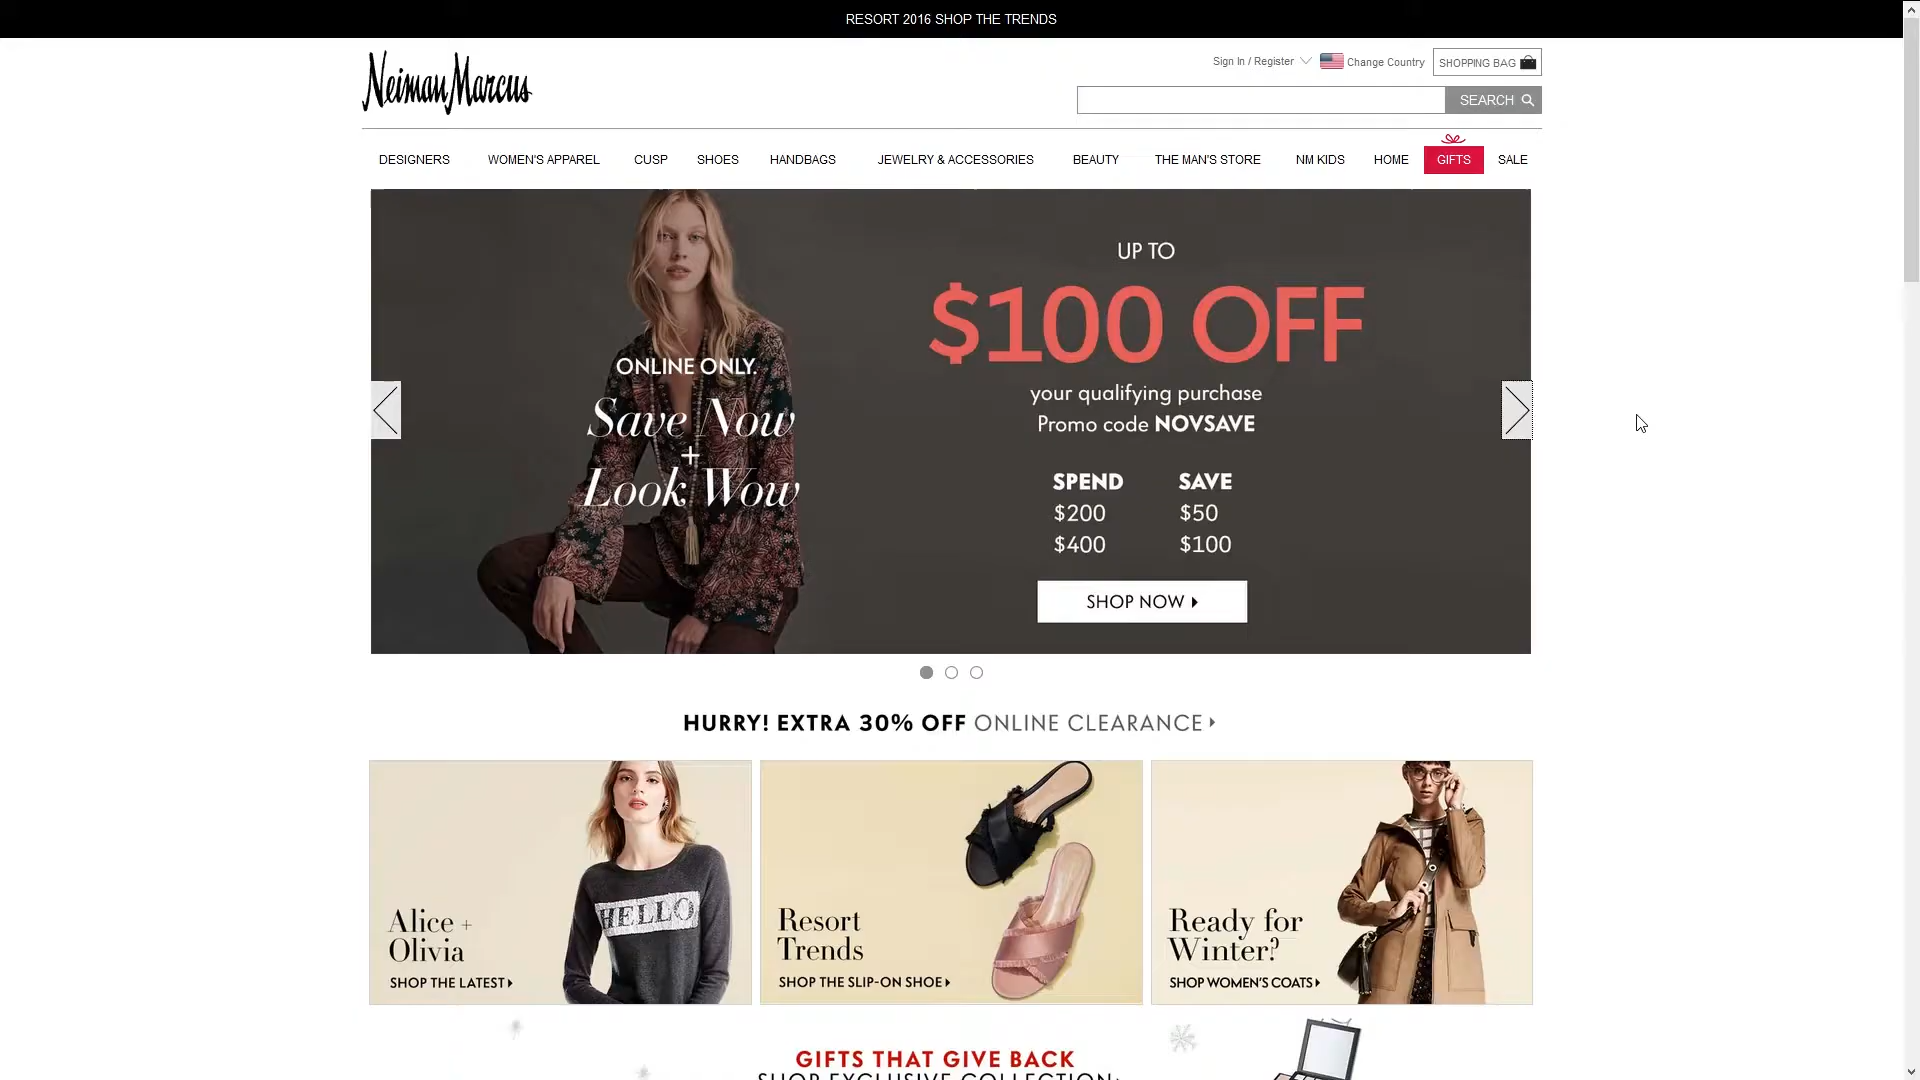 RESORT 2016 SHOP THE TRENDS
Neiman Marcus
Sign In / Register
Change Country
SHOPPING BAG
SEARCH
DESIGNERS
WOMEN'S APPAREL
CUSP
SHOES
HANDBAGS
JEWELRY & ACCESSORIES
BEAUTY
THE MAN'S STORE
NM KIDS
HOME
GIFTS
SALE
ONLINE ONLY.
Save Now
+
Look Wow
UP TO
$100 OFF
your qualifying purchase
Promo code NOVSAVE
SPEND SAVE
$200 $50
$400 $100
SHOP NOW
HURRY! EXTRA 30% OFF ONLINE CLEARANCE
HELLO
Alice +
Olivia
SHOP THE LATEST
Resort
Trends
SHOP THE SLIP-ON SHOE
Ready for
Winter?
SHOP WOMEN'S COATS
GIFTS THAT GIVE BACK
SHOP EXCLUSIVE COLLECTION